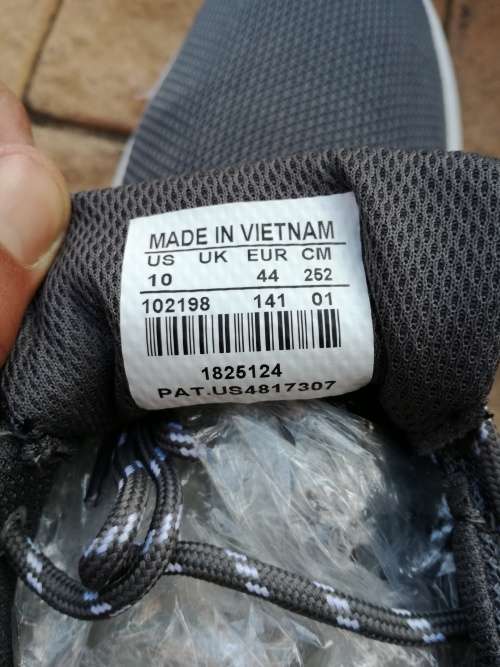 MADE IN VIETNAM
US UK EUR CM
10 44 252
102198 141 01
1825124
PAT.US4817307